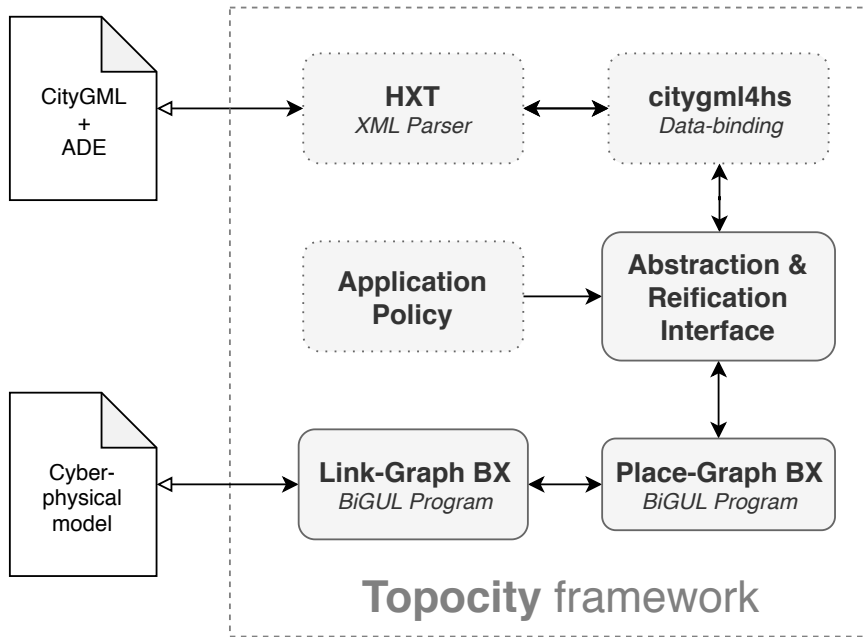 CityGML
+
ADE
HXT
XML Parser
citygml4hs
Data-binding
Application
Policy
Abstraction &
Reification
Interface
Cyber-
physical
model
Link-Graph BX
BiGUL Program
Place-Graph BX
BiGUL Program
Topocity framework